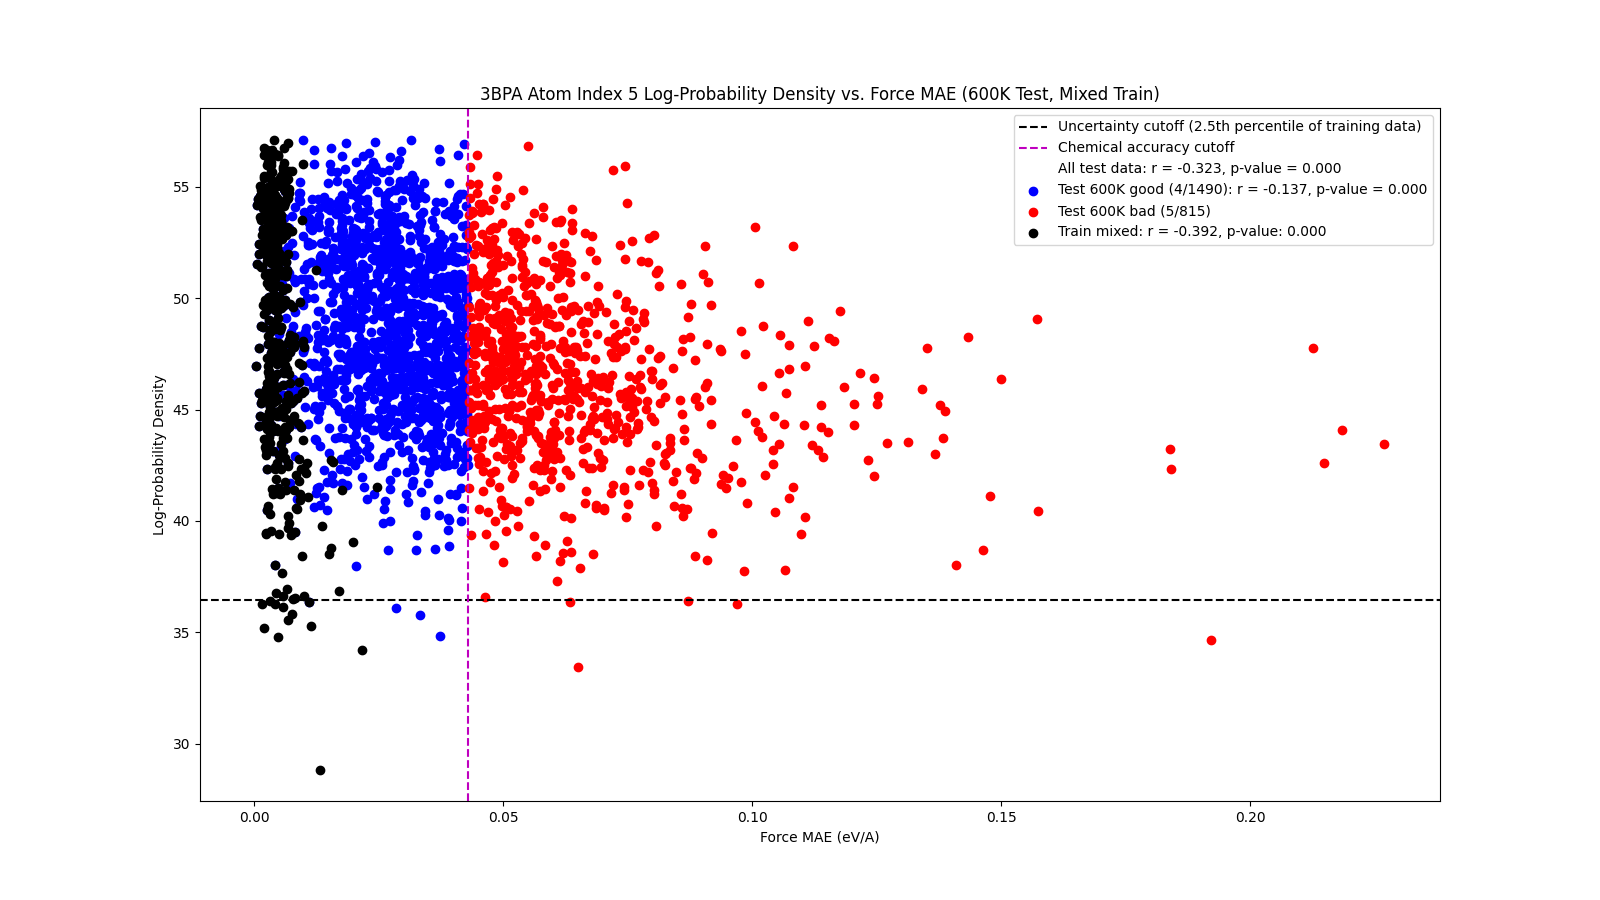 3BPA Atom Index 5 Log-Probability Density vs. Force MAE (600K Test, Mixed Train)
Uncertainty cutoff (2.5th percentile of training data)
Chemical accuracy cutoff
All test data: r = -0.323, p-value = 0.000
Test 600K good (4/1490): r = -0.137, p-value = 0.000
Test 600K bad (5/815)
Train mixed: r = -0.392, p-value: 0.000
Log-Probability Density
55
50
45
40
35
30
0.00
0.05
0.10
0.15
0.20
Force MAE (eV/A)